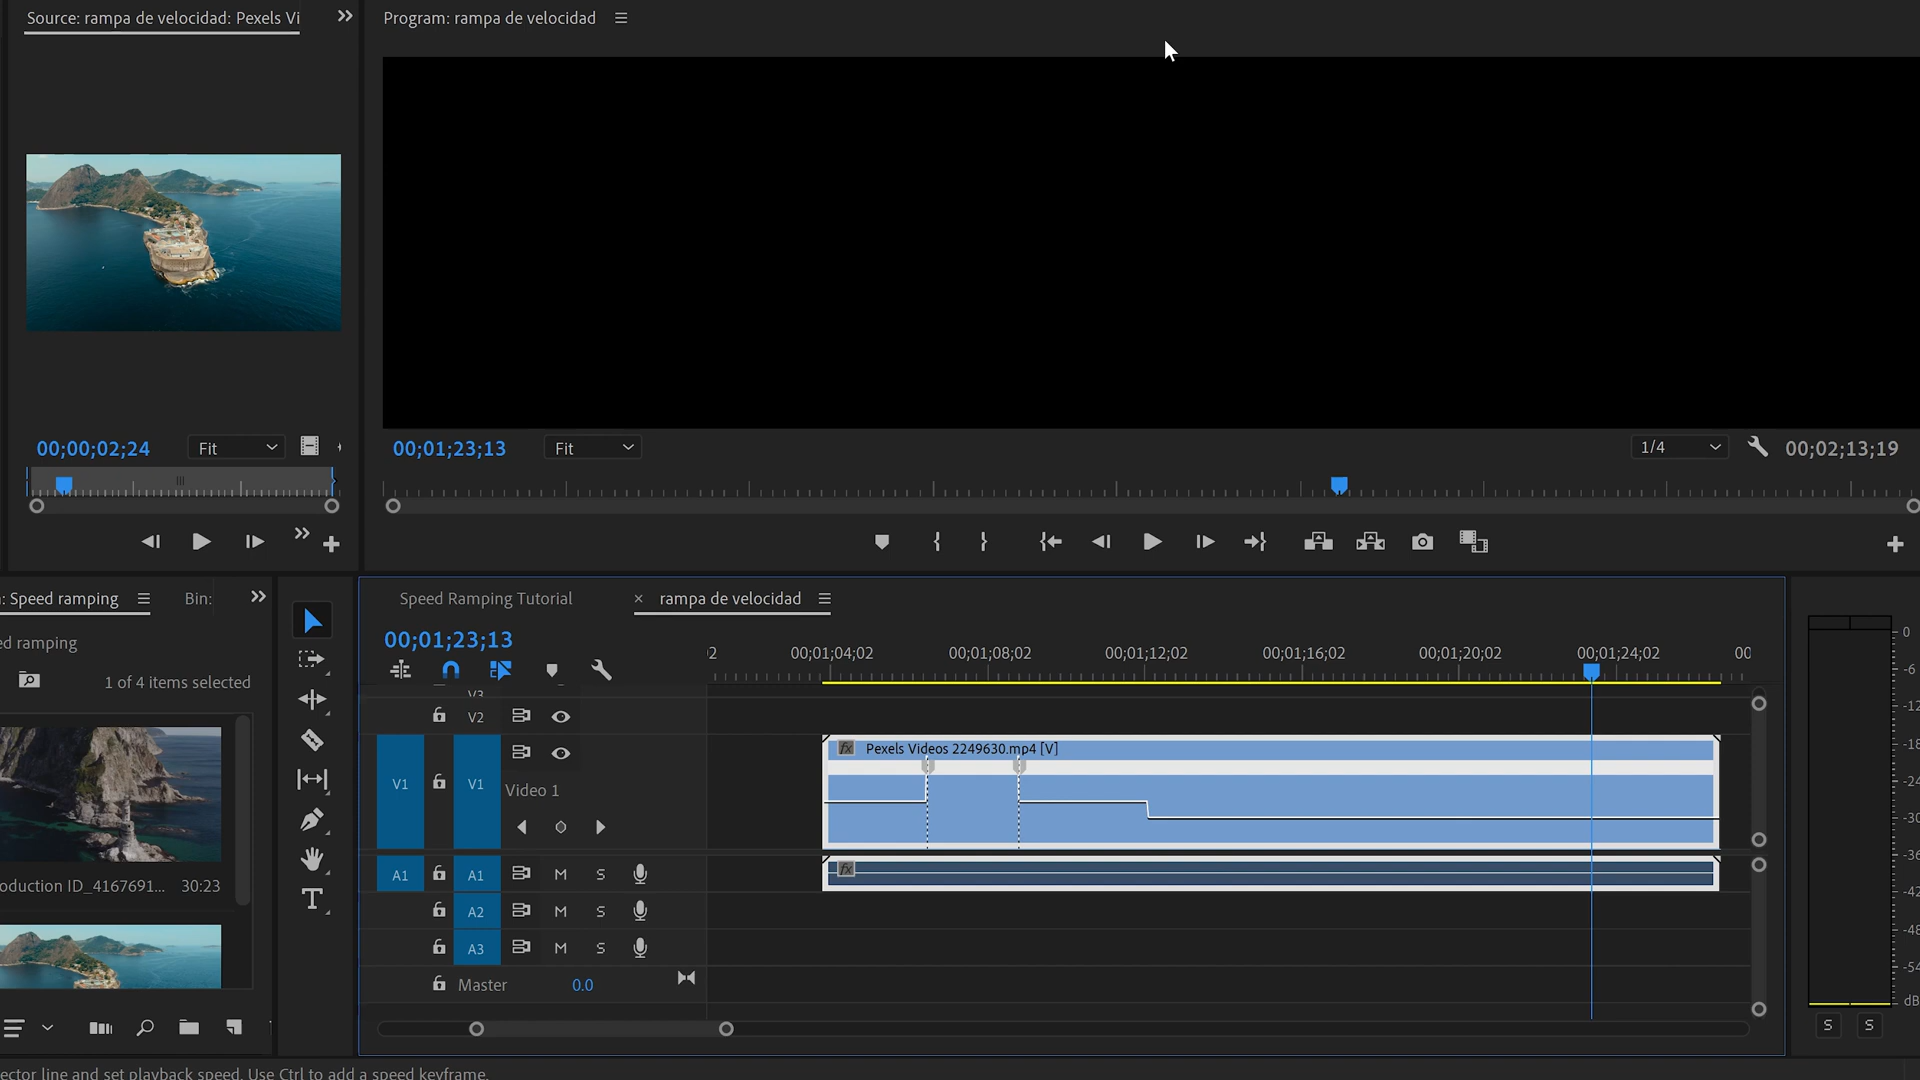 Source: rampa de velocidad: Pexels Vi
Program: rampa de velocidad
00;00;02;24
Fit
00;01;23;13
Fit
1/4
00;02;13;19
: Speed ramping
Bin:
ed ramping
1 of 4 items selected
oduction ID_4167691...
30:23
Speed Ramping Tutorial
rampa de velocidad
00;01;23;13
02
00;01;04;02
00;01;08;02
00;01;12;02
00;01;16;02
00;01;20;02
00;01;24;02
00
V3
V2
V1
V1
Video 1
fx
Pexels Videos 2249630.mp4 [V]
A1
A1
M
S
fx
A2
M
S
A3
M
S
Master
0.0
0
-6
-12
-18
-24
-30
-36
-42
-48
-54
dB
S
S
ector line and set playback speed. Use Ctrl to add a speed keyframe.